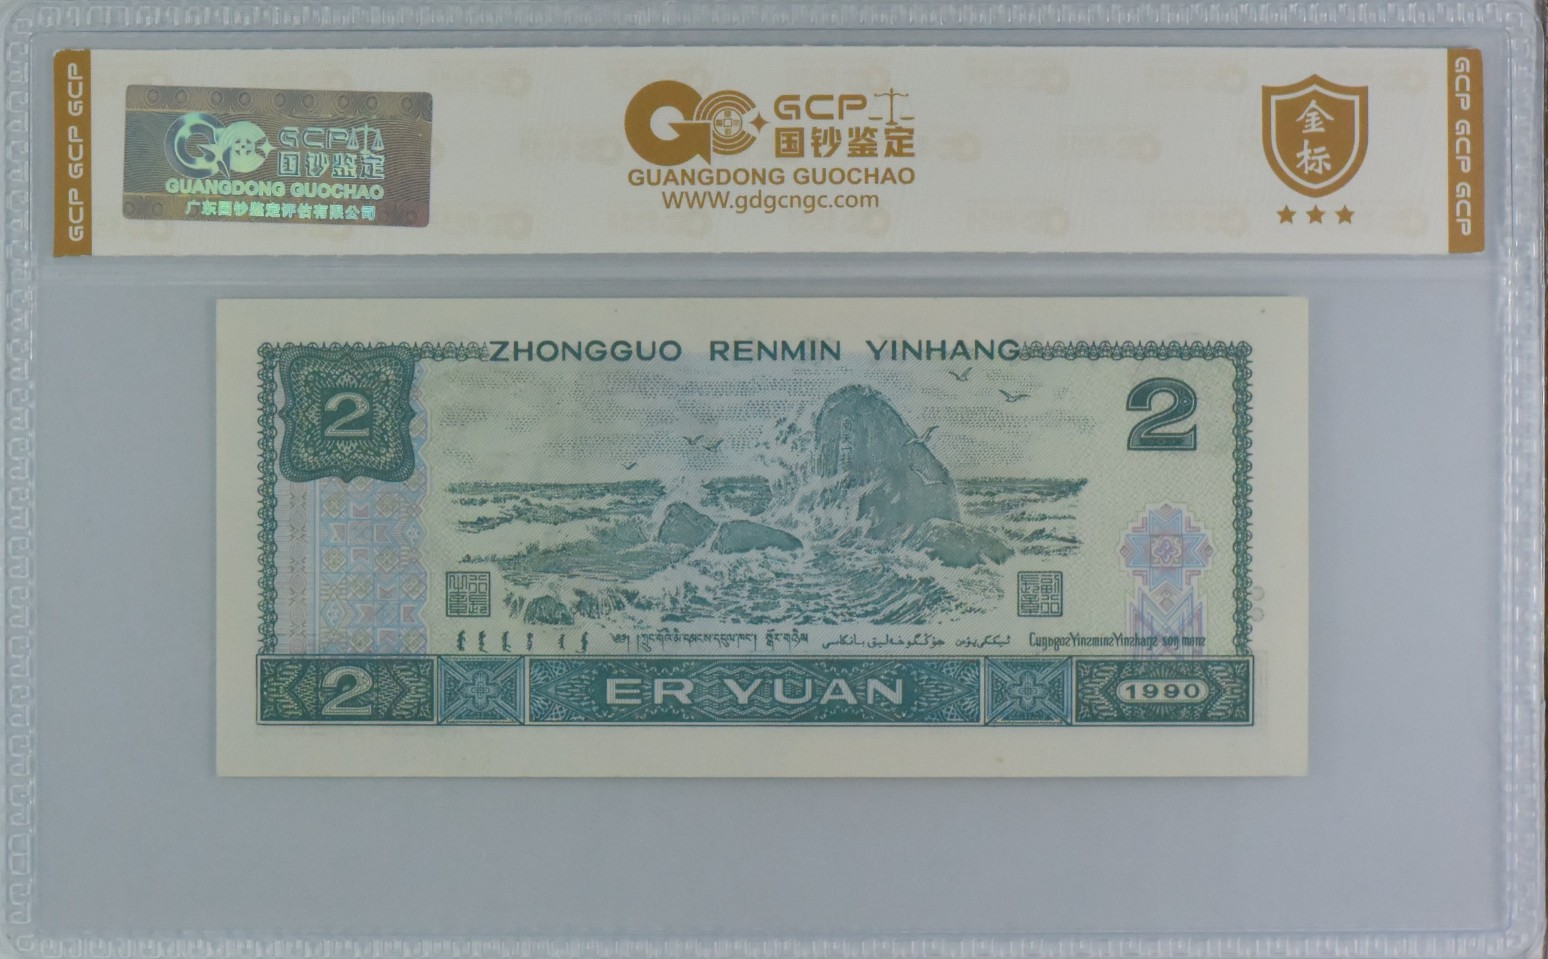 GCP GCP GCP
GCP
国钞鉴定
GUANGDONG GUOCHAO
广东国钞鉴定评估有限公司
GCP
国钞鉴定
GUANGDONG GUOCHAO
WWW.gdgcngc.com
金标
GCP GCP GCP
ZHONGGUO RENMIN YINHANG
2
2
2
ER YUAN
1990